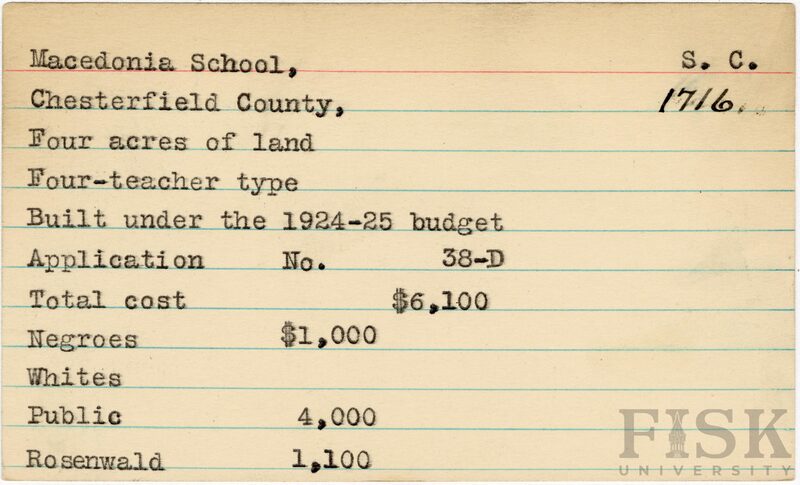 Macedonia School, S. C.
Chesterfield County, 1716.
Four acres of land
Four-teacher type
Built under the 1924-25 budget
Application No. 38-D
Total cost $6,100
Negroes $1,000
Whites
Public 4,000
Rosenwald 1,100
FISK
UNIVERSITY